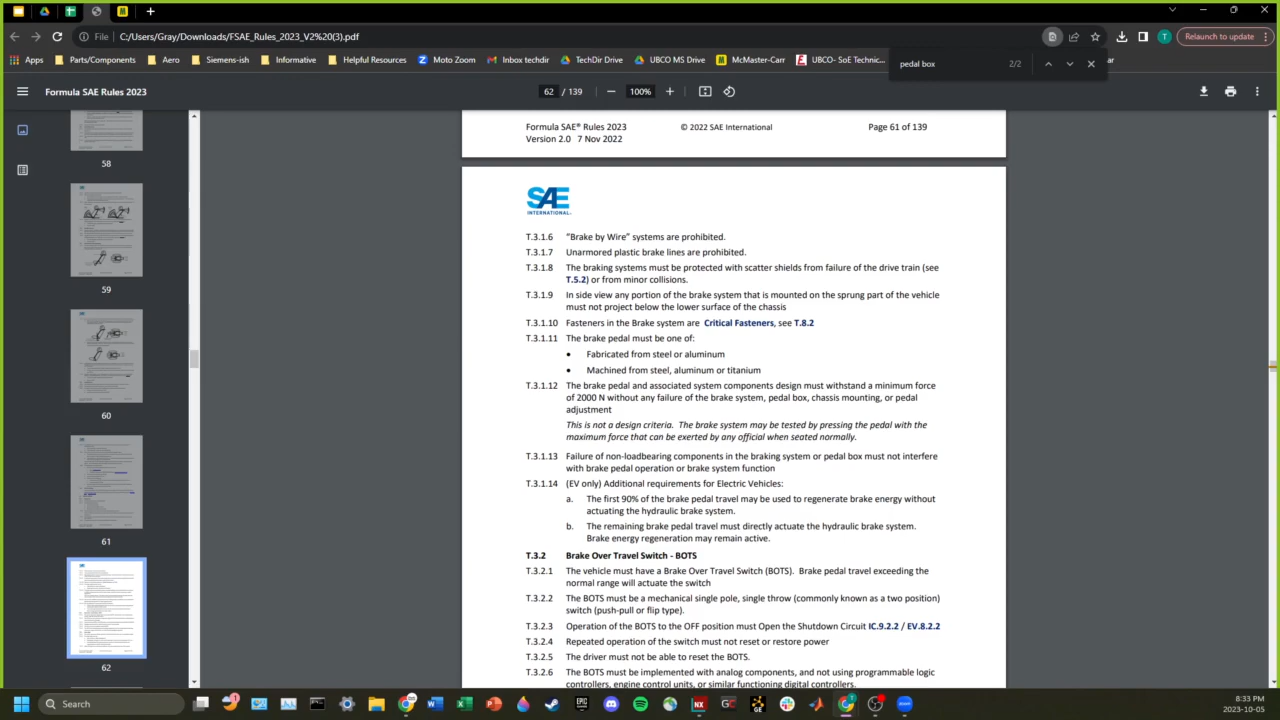 File
C:/Users/Gray/Downloads/FSAE_Rules_2023_V2%20(3).pdf
Relaunch to update
Apps
Parts/Components
Aero
Siemens-ish
Informative
Helpful Resources
Moto Zoom
Inbox techdir
TechDir Drive
UBCO MS Drive
McMaster-Carr
UBCO- SoE Technic...
ar
pedal box
2/2
Formula SAE Rules 2023
62 / 139
100%
58
59
60
61
62
Formula SAE® Rules 2023 © 2022 SAE International Page 61 of 139
Version 2.0 7 Nov 2022
SAE
INTERNATIONAL.
T.3.1.6 “Brake by Wire” systems are prohibited.
T.3.1.7 Unarmored plastic brake lines are prohibited.
T.3.1.8 The braking systems must be protected with scatter shields from failure of the drive train (see
T.5.2) or from minor collisions.
T.3.1.9 In side view any portion of the brake system that is mounted on the sprung part of the vehicle
must not project below the lower surface of the chassis
T.3.1.10 Fasteners in the Brake system are Critical Fasteners, see T.8.2
T.3.1.11 The brake pedal must be one of:
• Fabricated from steel or aluminum
• Machined from steel, aluminum or titanium
T.3.1.12 The brake pedal and associated system components design must withstand a minimum force
of 2000 N without any failure of the brake system, pedal box, chassis mounting, or pedal
adjustment
This is not a design criteria. The brake system may be tested by pressing the pedal with the
maximum force that can be exerted by any official when seated normally.
T.3.1.13 Failure of non-loadbearing components in the braking system or pedal box must not interfere
with brake pedal operation or brake system function
T.3.1.14 (EV only) Additional requirements for Electric Vehicles:
a. The first 90% of the brake pedal travel may be used to regenerate brake energy without
actuating the hydraulic brake system.
b. The remaining brake pedal travel must directly actuate the hydraulic brake system.
Brake energy regeneration may remain active.
T.3.2 Brake Over Travel Switch - BOTS
T.3.2.1 The vehicle must have a Brake Over Travel Switch (BOTS). Brake pedal travel exceeding the
normal range will actuate the switch
T.3.2.2 The BOTS must be a mechanical single pole, single throw (commonly known as a two position)
switch (push-pull or flip type).
T.3.2.3 Operation of the BOTS to the OFF position must Open the Shutdown Circuit IC.9.2.2 / EV.8.2.2
T.3.2.4 Repeated operation of the switch must not reset or restore power
T.3.2.5 The driver must not be able to reset the BOTS.
T.3.2.6 The BOTS must be implemented with analog components, and not using programmable logic
controllers, engine control units, or similar functioning digital controllers.
Search
8:33 PM
2023-10-05